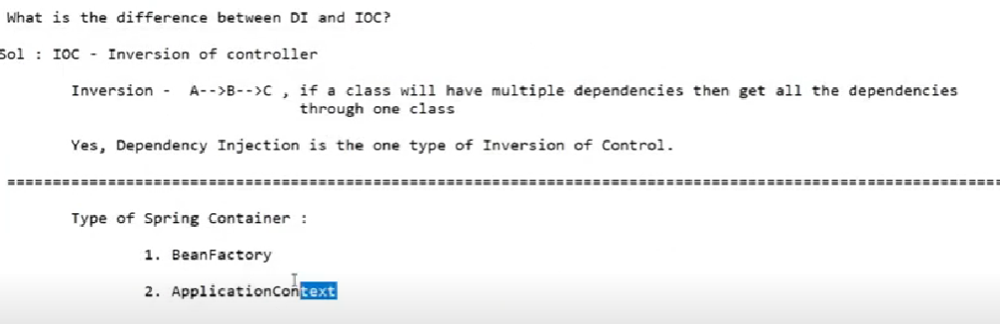 What is the difference between DI and IOC?
Sol : IOC - Inversion of controller
Inversion - A-->B-->C , if a class will have multiple dependencies then get all the dependencies
through one class
Yes, Dependency Injection is the one type of Inversion of Control.
================================================================================================================
Type of Spring Container :
1. BeanFactory
2. ApplicationContext